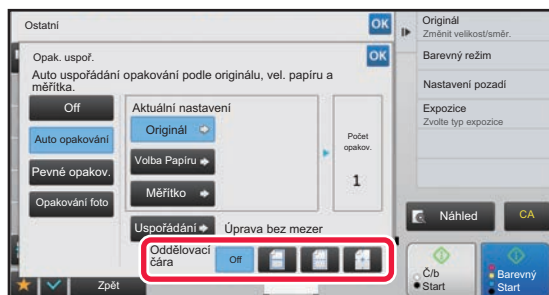 Ostatní
OK
Opak. uspoř.
OK
Auto uspořádání opakování podle originálu, vel. papíru a
měřítka.
Off
Auto opakování
Pevné opakov.
Opakování foto
Aktuální nastavení
Originál
Volba Papíru
Měřítko
Počet
opakov.
1
Uspořádání
Úprava bez mezer
Oddělovací
čára
Off
Zpět
Originál
Změnit velikost/směr.
Barevný režim
Nastavení pozadí
Expozice
Zvolte typ expozice
Náhled
CA
Č/b
Start
Barevný
Start